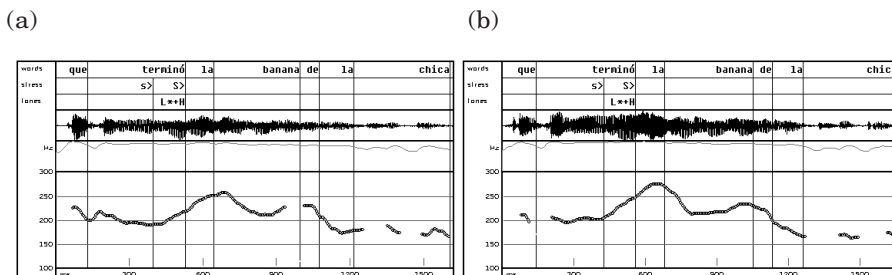 (a) (b)
words que terminó la banana de la chica words que terminó la banana de la chic
stress s> S> stress s> S>
tones L*+H tones L*+H
Hz Hz
300 300
250 250
200 200
150 150
100 ms 300 600 900 1200 1500 100 300 600 900 1200 1500